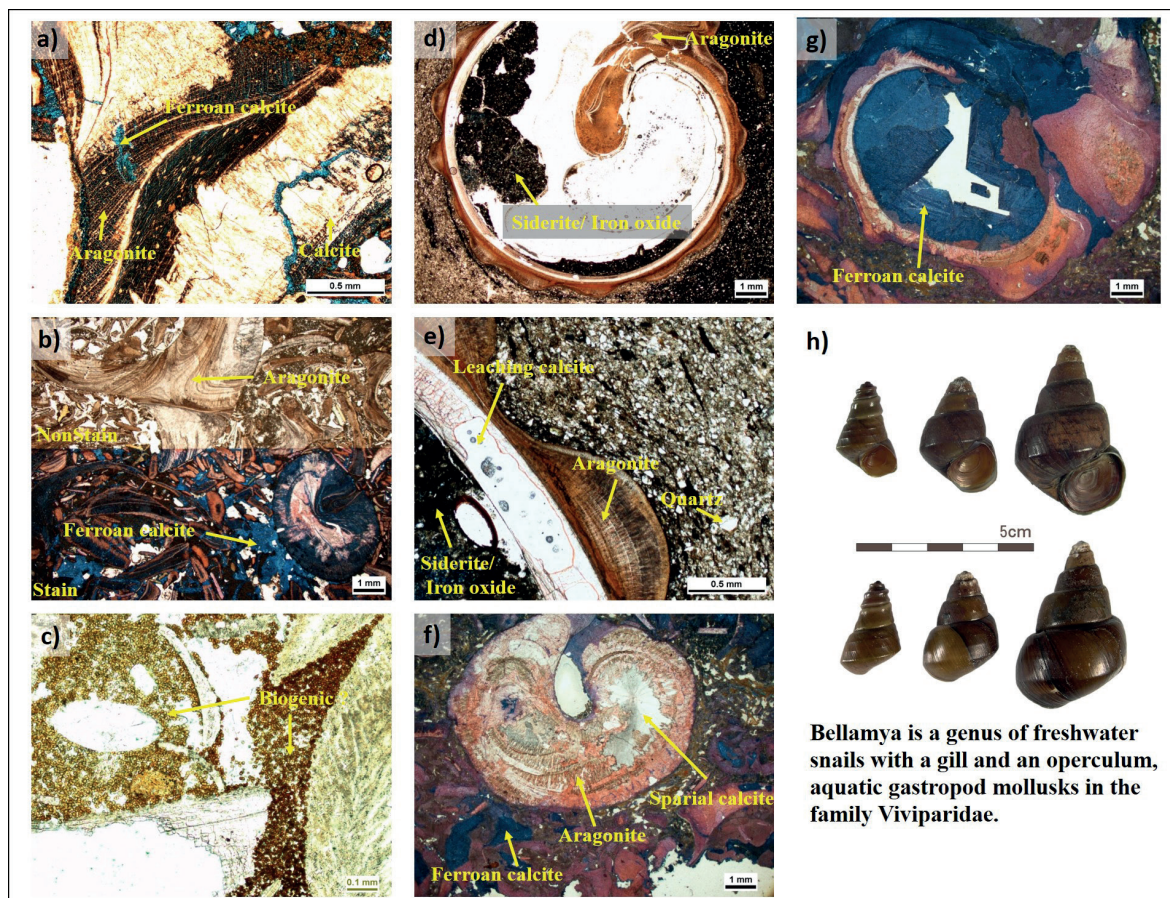 a)
Ferroan calcite
Aragonite
Calcite
0.5 mm
b)
Aragonite
NonStain
Ferroan calcite
Stain
1 mm
c)
Biogenic ?
0.1 mm
d)
Aragonite
Siderite/ Iron oxide
1 mm
e)
Leaching calcite
Aragonite
Quartz
Siderite/
Iron oxide
0.5 mm
f)
Sparial calcite
Aragonite
Ferroan calcite
1 mm
g)
Ferroan calcite
1 mm
h)
5cm
Bellamya is a genus of freshwater
snails with a gill and an operculum,
aquatic gastropod mollusks in the
family Viviparidae.